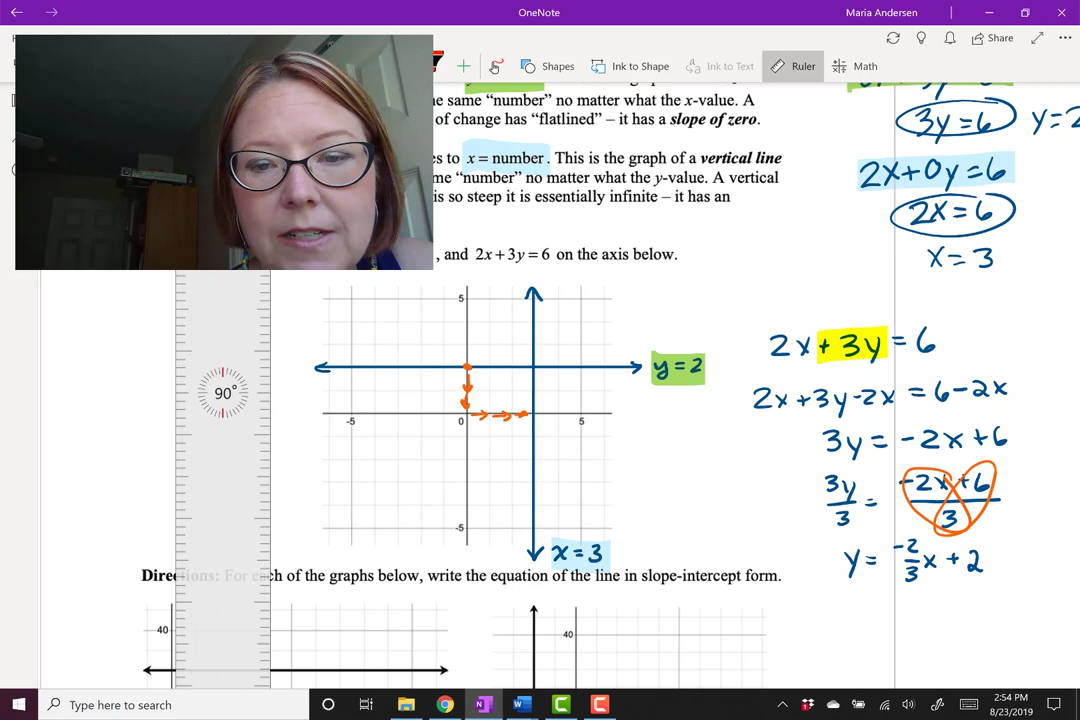 OneNote
Maria Andersen
Shapes
Ink to Shape
Ink to Text
Ruler
Math
Share
e same “number” no matter what the x-value. A
of change has “flatlined” – it has a slope of zero.
3y = 6
y = 2
es to x = number. This is the graph of a vertical line
me “number” no matter what the y-value. A vertical
is so steep it is essentially infinite – it has an
2x + 0y = 6
2x = 6
x = 3
, and 2x + 3y = 6 on the axis below.
5
-5
0
5
-5
y = 2
x = 3
90°
2x + 3y = 6
2x + 3y - 2x = 6 - 2x
3y = -2x + 6
3y/3 = -2x + 6/3
y = -2/3 x + 2
Directions: For each of the graphs below, write the equation of the line in slope-intercept form.
40
40
Type here to search
2:54 PM
8/23/2019